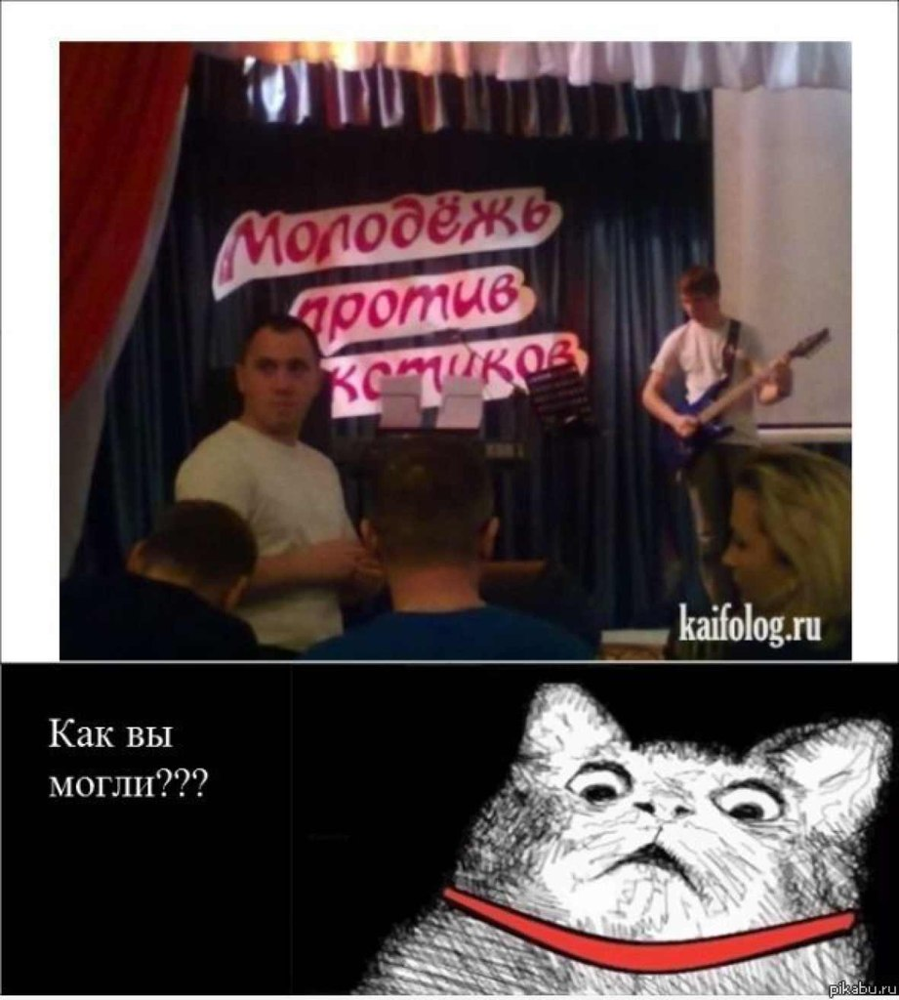 Молодёжь
против
котиков
kaifolog.ru
Как вы
могли???
pikabu.ru